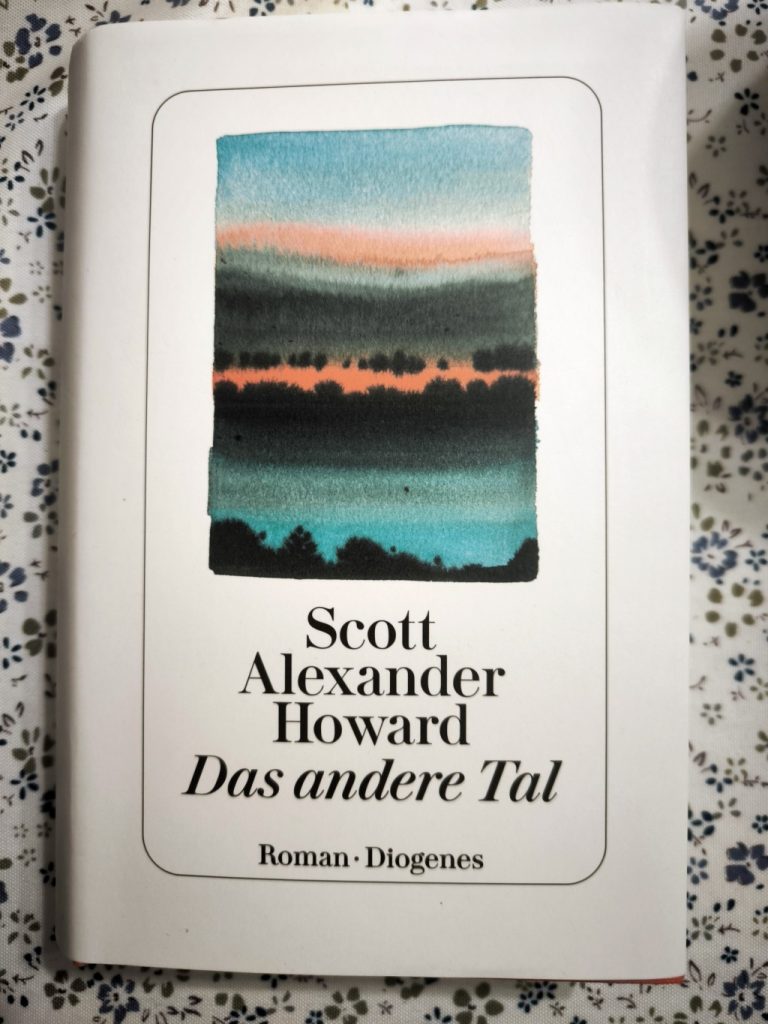 Scott
Alexander
Howard
Das andere Tal
Roman · Diogenes